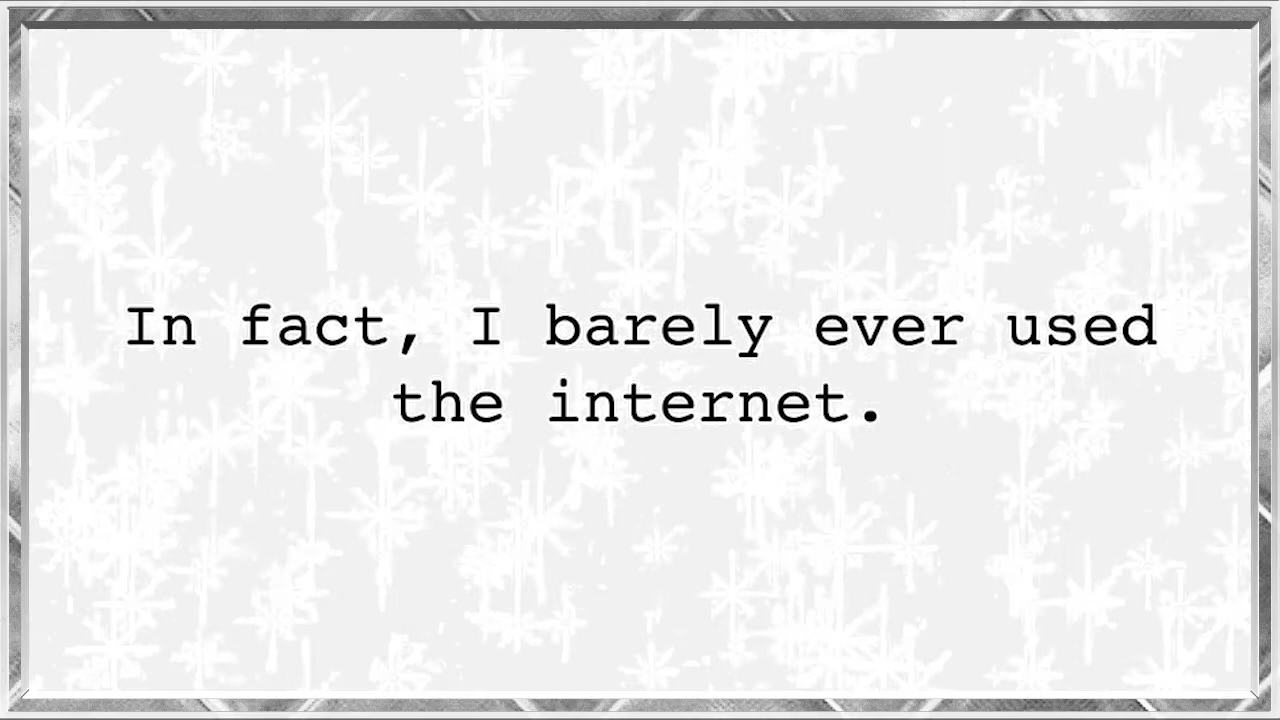 In fact, I barely ever used
the internet.